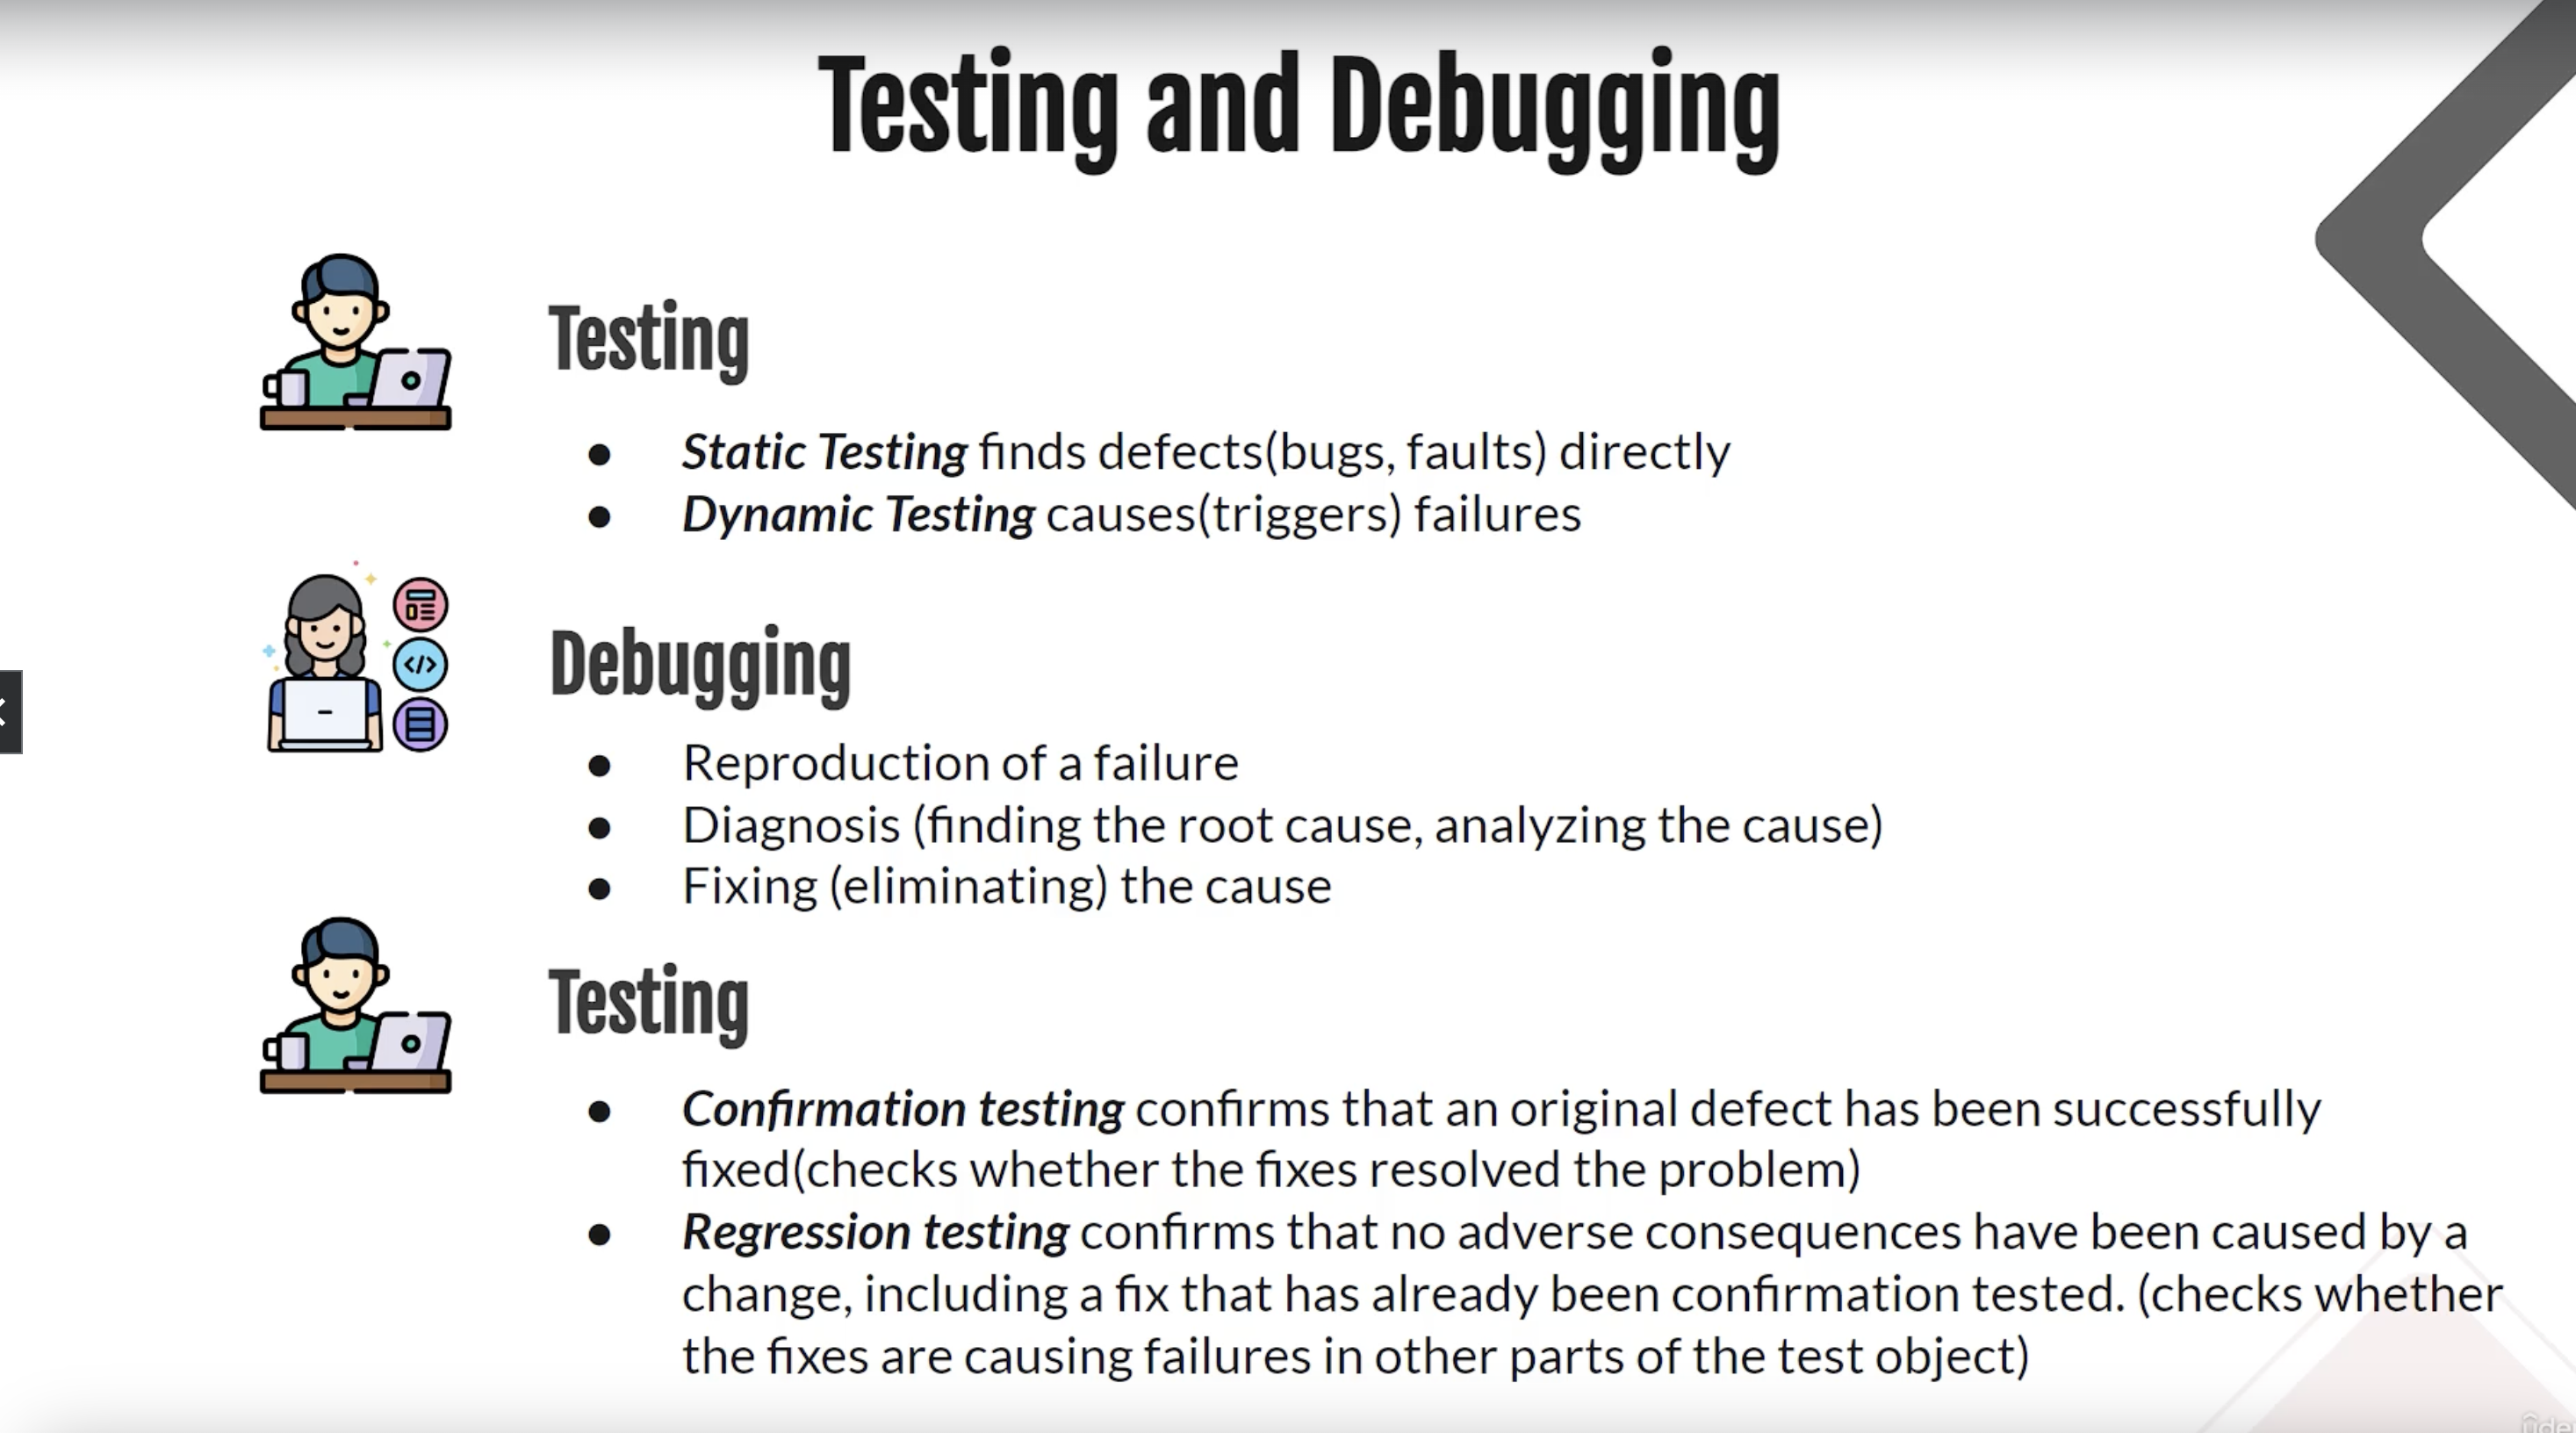 Testing and Debugging
Testing
● Static Testing finds defects(bugs, faults) directly
● Dynamic Testing causes(triggers) failures
</>
Debugging
● Reproduction of a failure
● Diagnosis (finding the root cause, analyzing the cause)
● Fixing (eliminating) the cause
Testing
● Confirmation testing confirms that an original defect has been successfully
fixed(checks whether the fixes resolved the problem)
● Regression testing confirms that no adverse consequences have been caused by a
change, including a fix that has already been confirmation tested. (checks whether
the fixes are causing failures in other parts of the test object)